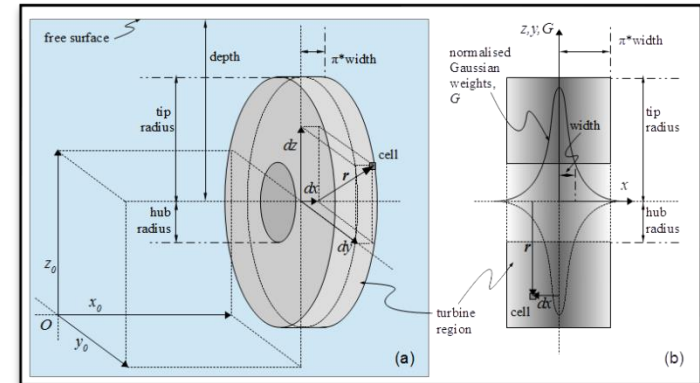 free surface
depth
π*width
tip
radius
hub
radius
dz
cell
r
dx
dy
z0
x0
O
y0
(a)
turbine
region
z, y, G
π*width
normalised
Gaussian
weights,
G
width
tip
radius
x
hub
radius
r
dx
cell
(b)